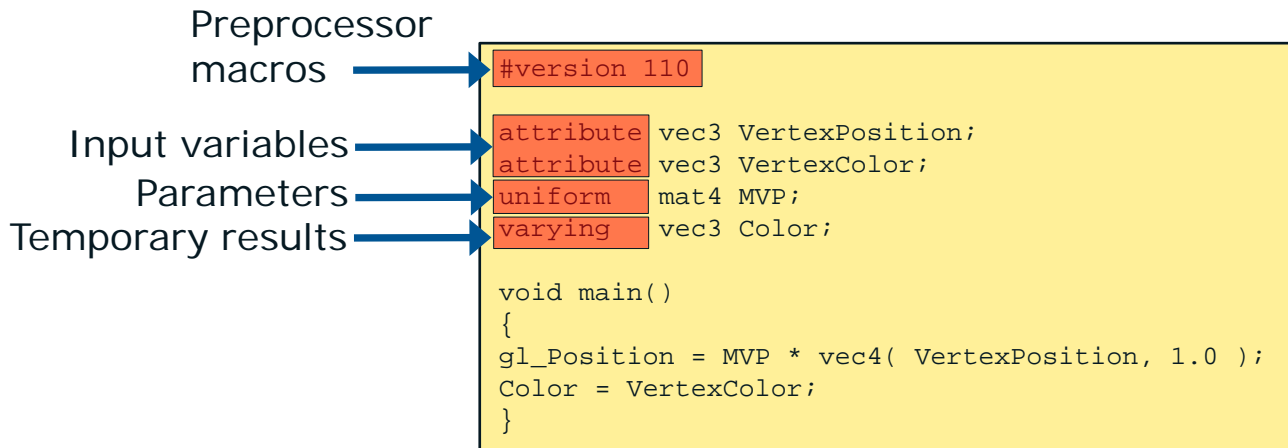 Preprocessor
macros
#version 110
Input variables
attribute vec3 VertexPosition;
attribute vec3 VertexColor;
Parameters
uniform mat4 MVP;
Temporary results
varying vec3 Color;
void main()
{
gl_Position = MVP * vec4( VertexPosition, 1.0 );
Color = VertexColor;
}